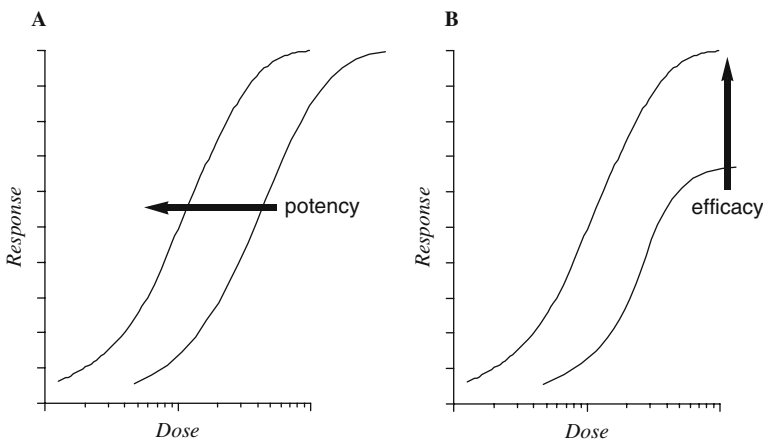 A
Response
potency
Dose
B
Response
efficacy
Dose